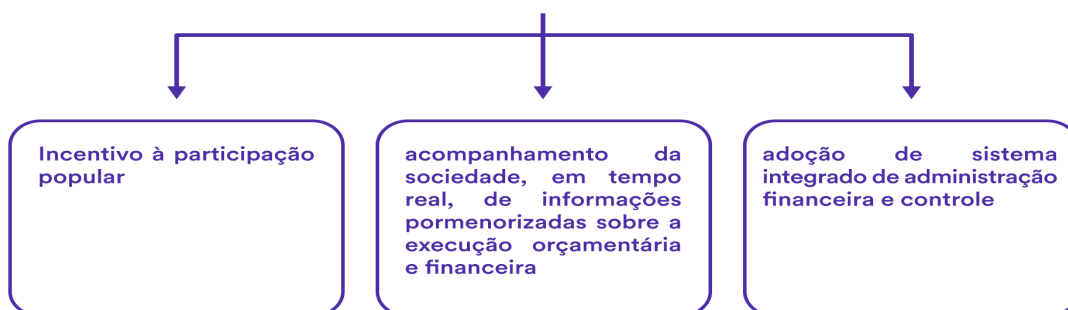 Incentivo à participação
popular
acompanhamento da
sociedade, em tempo
real, de informações
pormenorizadas sobre a
execução orçamentária
e financeira
adoção de sistema
integrado de administração
financeira e controle